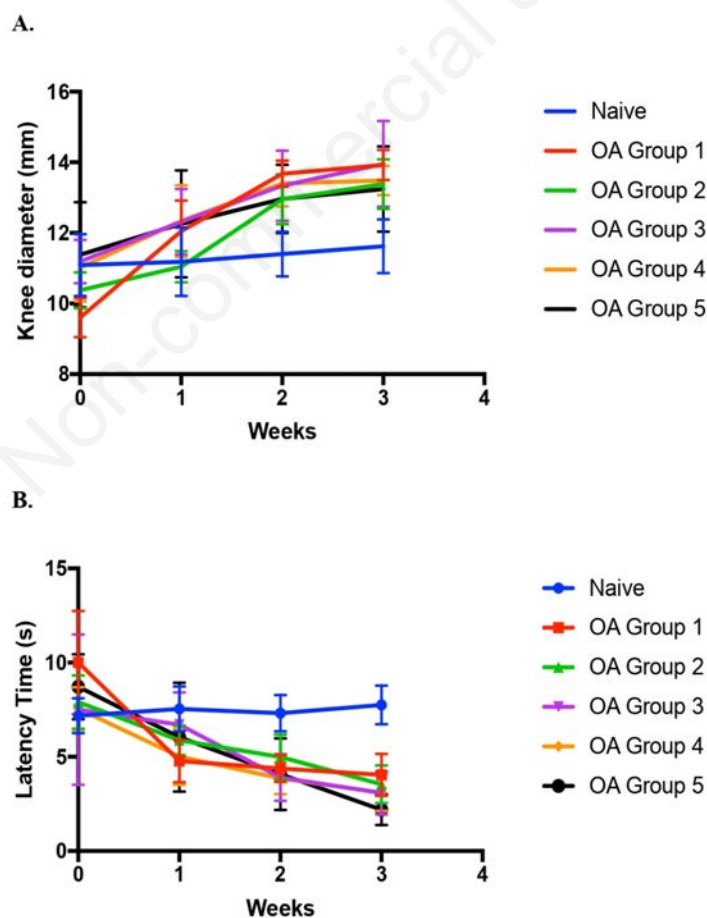 A.
Non-commercial
Knee diameter (mm)
16
14
12
10
8
0 1 2 3 4
Weeks
Naive
OA Group 1
OA Group 2
OA Group 3
OA Group 4
OA Group 5
B.
Latency Time (s)
15
10
5
0
0 1 2 3 4
Weeks
Naive
OA Group 1
OA Group 2
OA Group 3
OA Group 4
OA Group 5